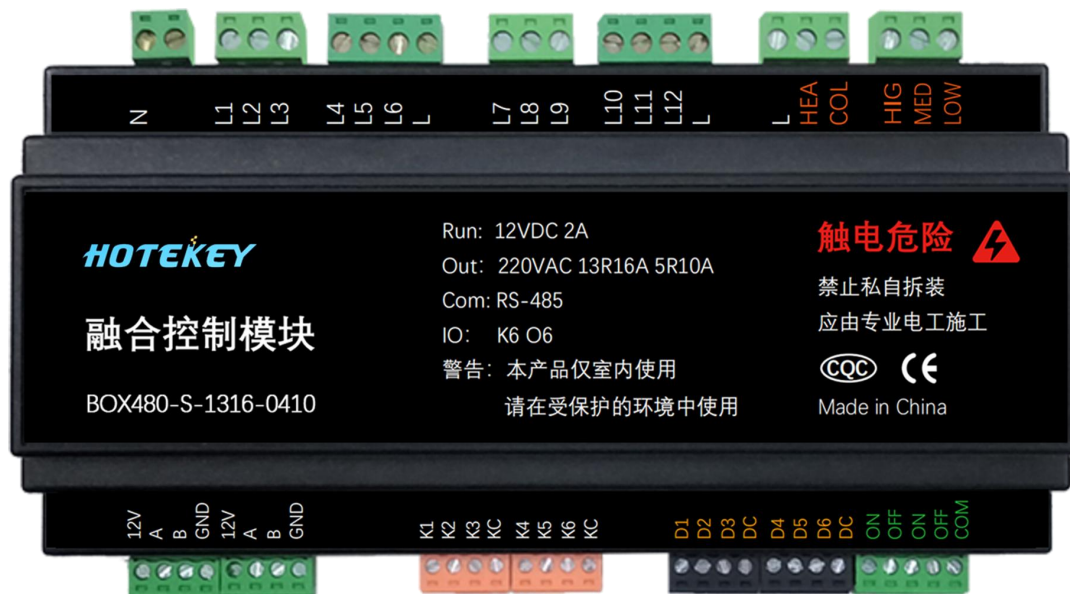 N L1 L2 L3 L4 L5 L6 L L7 L8 L9 L10 L11 L12 L L HEA COL HIG MED LOW
HOTEKEY
融合控制模块
BOX480-S-1316-0410
Run: 12VDC 2A
Out: 220VAC 13R16A 5R10A
Com: RS-485
IO: K6 O6
警告: 本产品仅室内使用
请在受保护的环境中使用
触电危险
禁止私自拆装
应由专业电工施工
CQC CE
Made in China
12V A B GND 12V A B GND K1 K2 K3 KC K4 K5 K6 KC D1 D2 D3 DC D4 D5 D6 DC ON OFF ON OFF COM